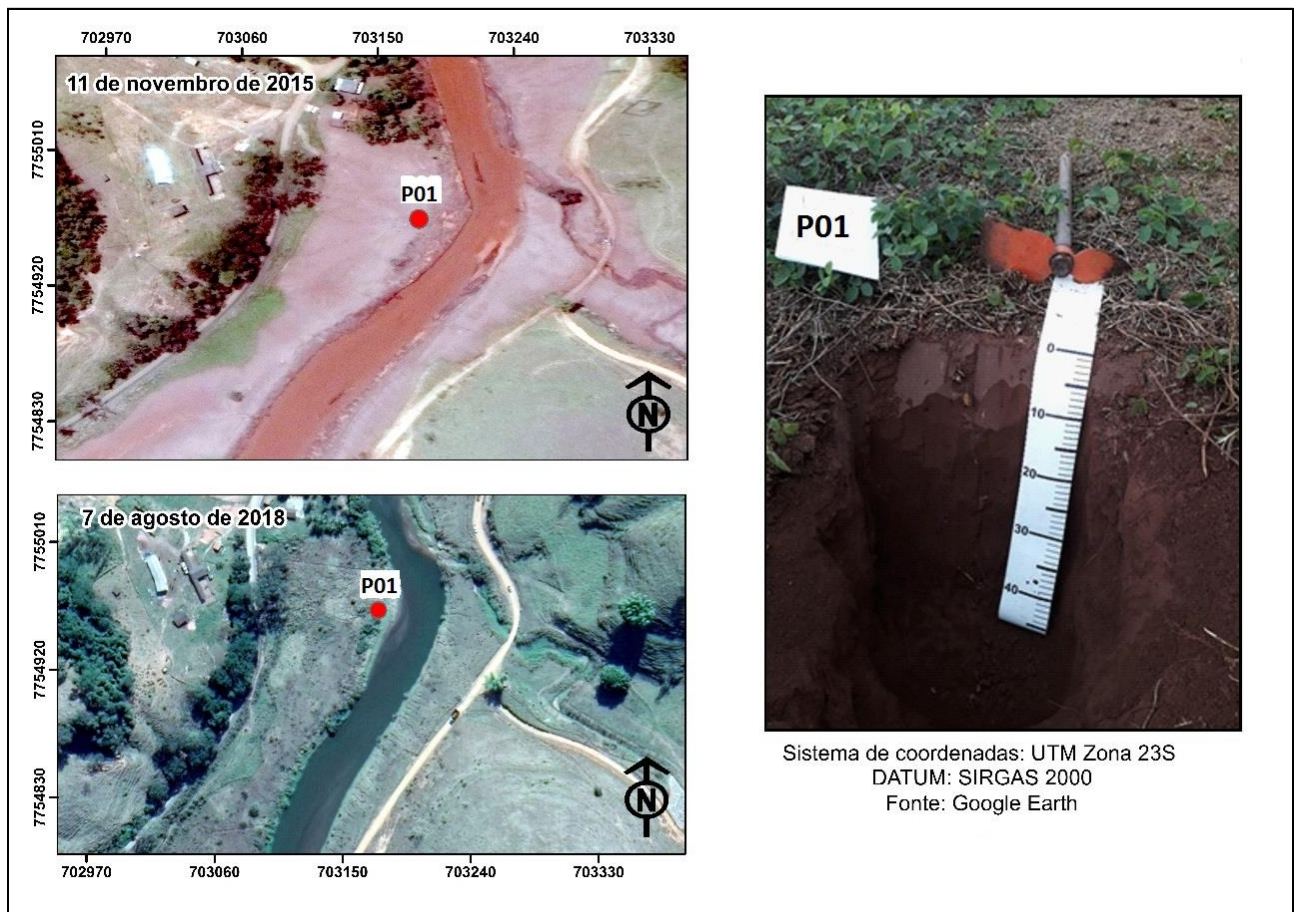 702970 703060 703150 703240 703330
11 de novembro de 2015
7755010
7754920
7754830
P01
N
7 de agosto de 2018
7755010
7754920
7754830
P01
N
702970 703060 703150 703240 703330
P01
0
10
20
30
40
Sistema de coordenadas: UTM Zona 23S
DATUM: SIRGAS 2000
Fonte: Google Earth